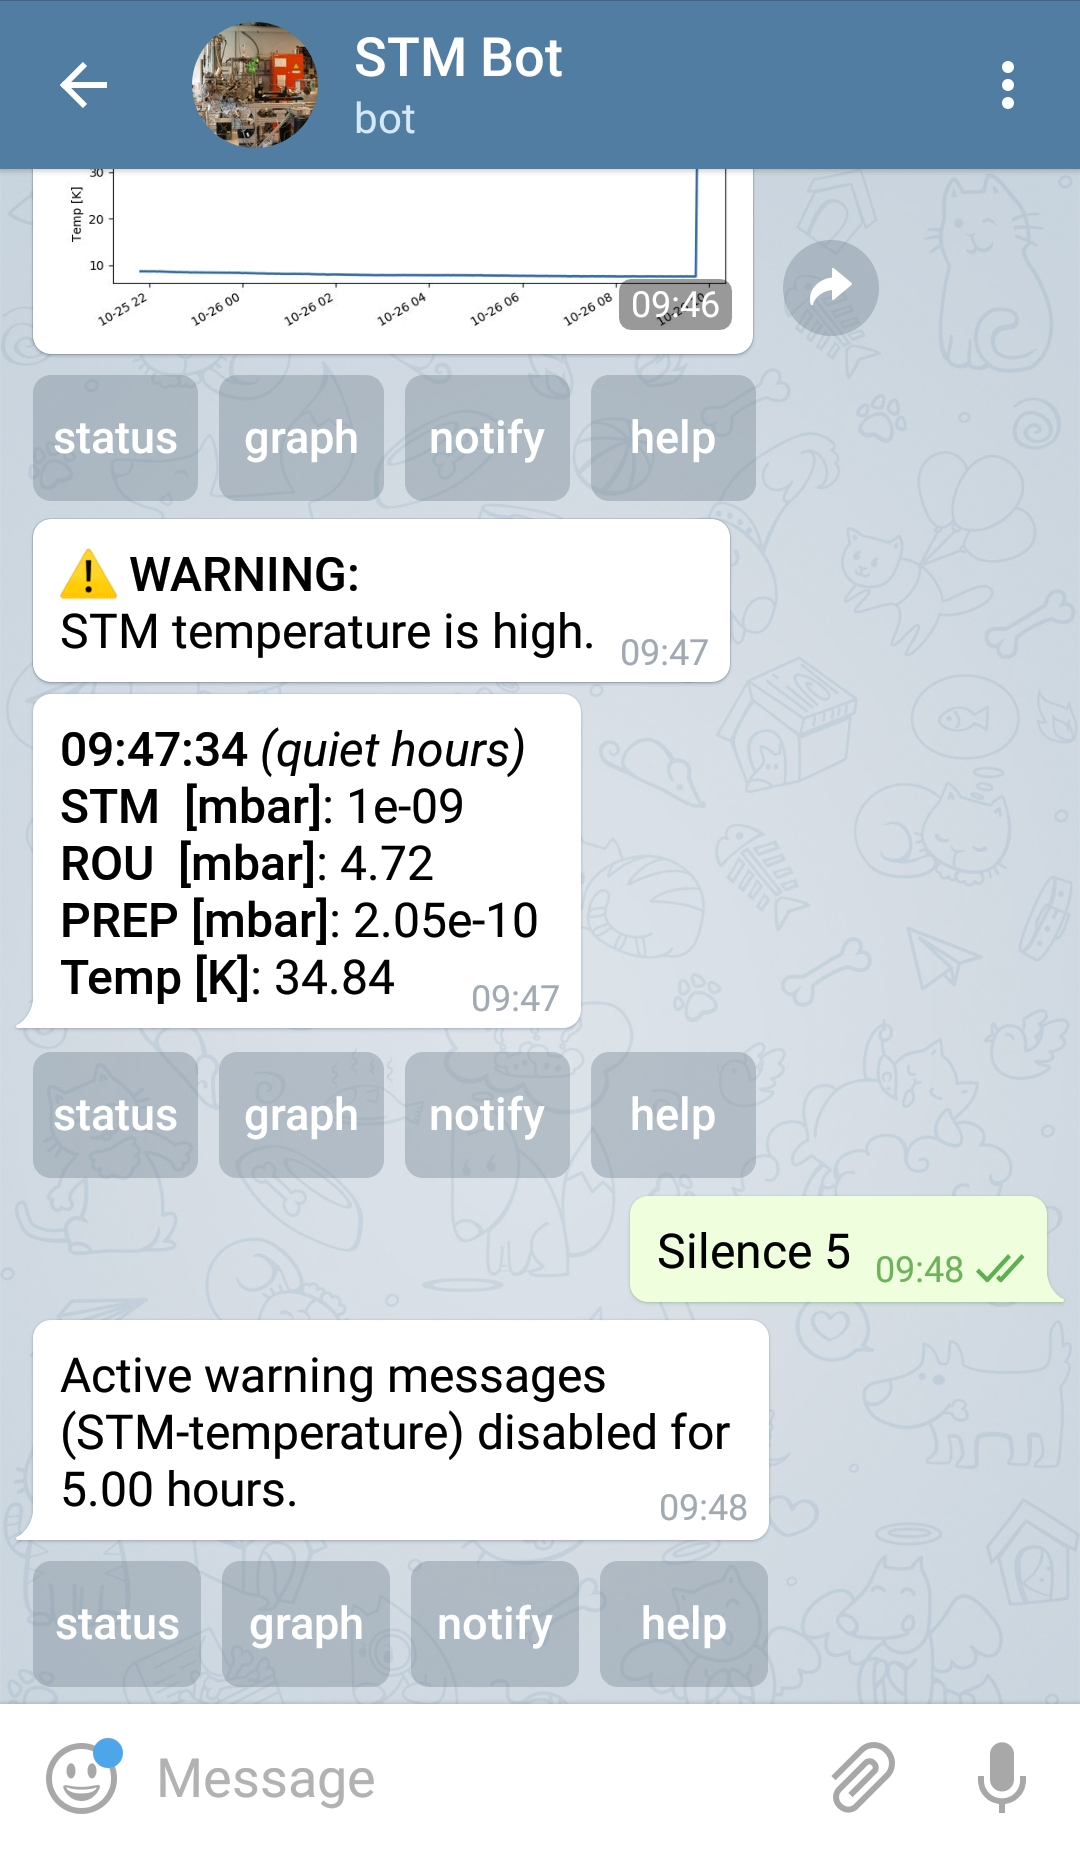 STM Bot
bot
30
Temp [K]
20
10
10-25 22
10-26 00
10-26 02
10-26 04
10-26 06
10-26 08
09:46
status graph notify help
⚠️ WARNING:
STM temperature is high. 09:47
09:47:34 (quiet hours)
STM [mbar]: 1e-09
ROU [mbar]: 4.72
PREP [mbar]: 2.05e-10
Temp [K]: 34.84 09:47
status graph notify help
Silence 5 09:48
Active warning messages
(STM-temperature) disabled for
5.00 hours. 09:48
status graph notify help
Message